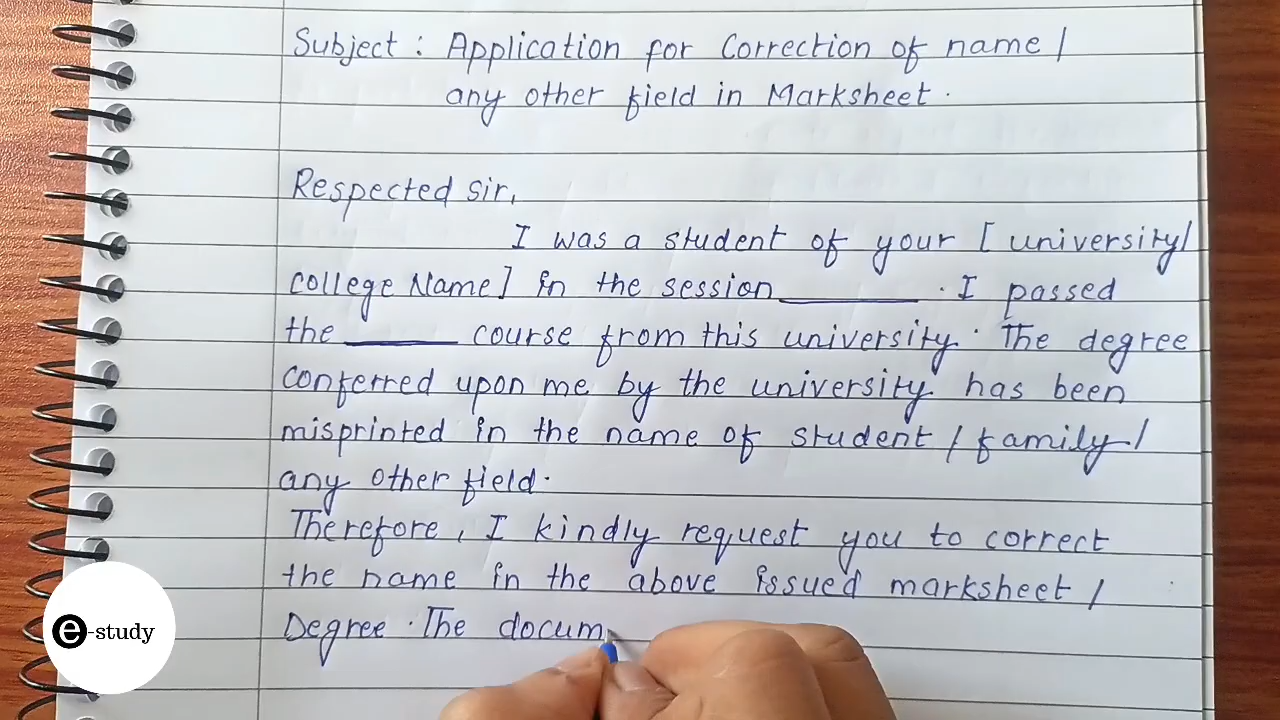 Subject : Application for Correction of name /
any other field in Marksheet .
Respected Sir,
I was a student of your [ university/
college Name] in the session ________ . I passed
the ______ course from this university. The degree
conferred upon me by the university has been
misprinted in the name of student / family /
any other field.
Therefore, I kindly request you to correct
the name in the above issued marksheet /
Degree . The docum
e-study